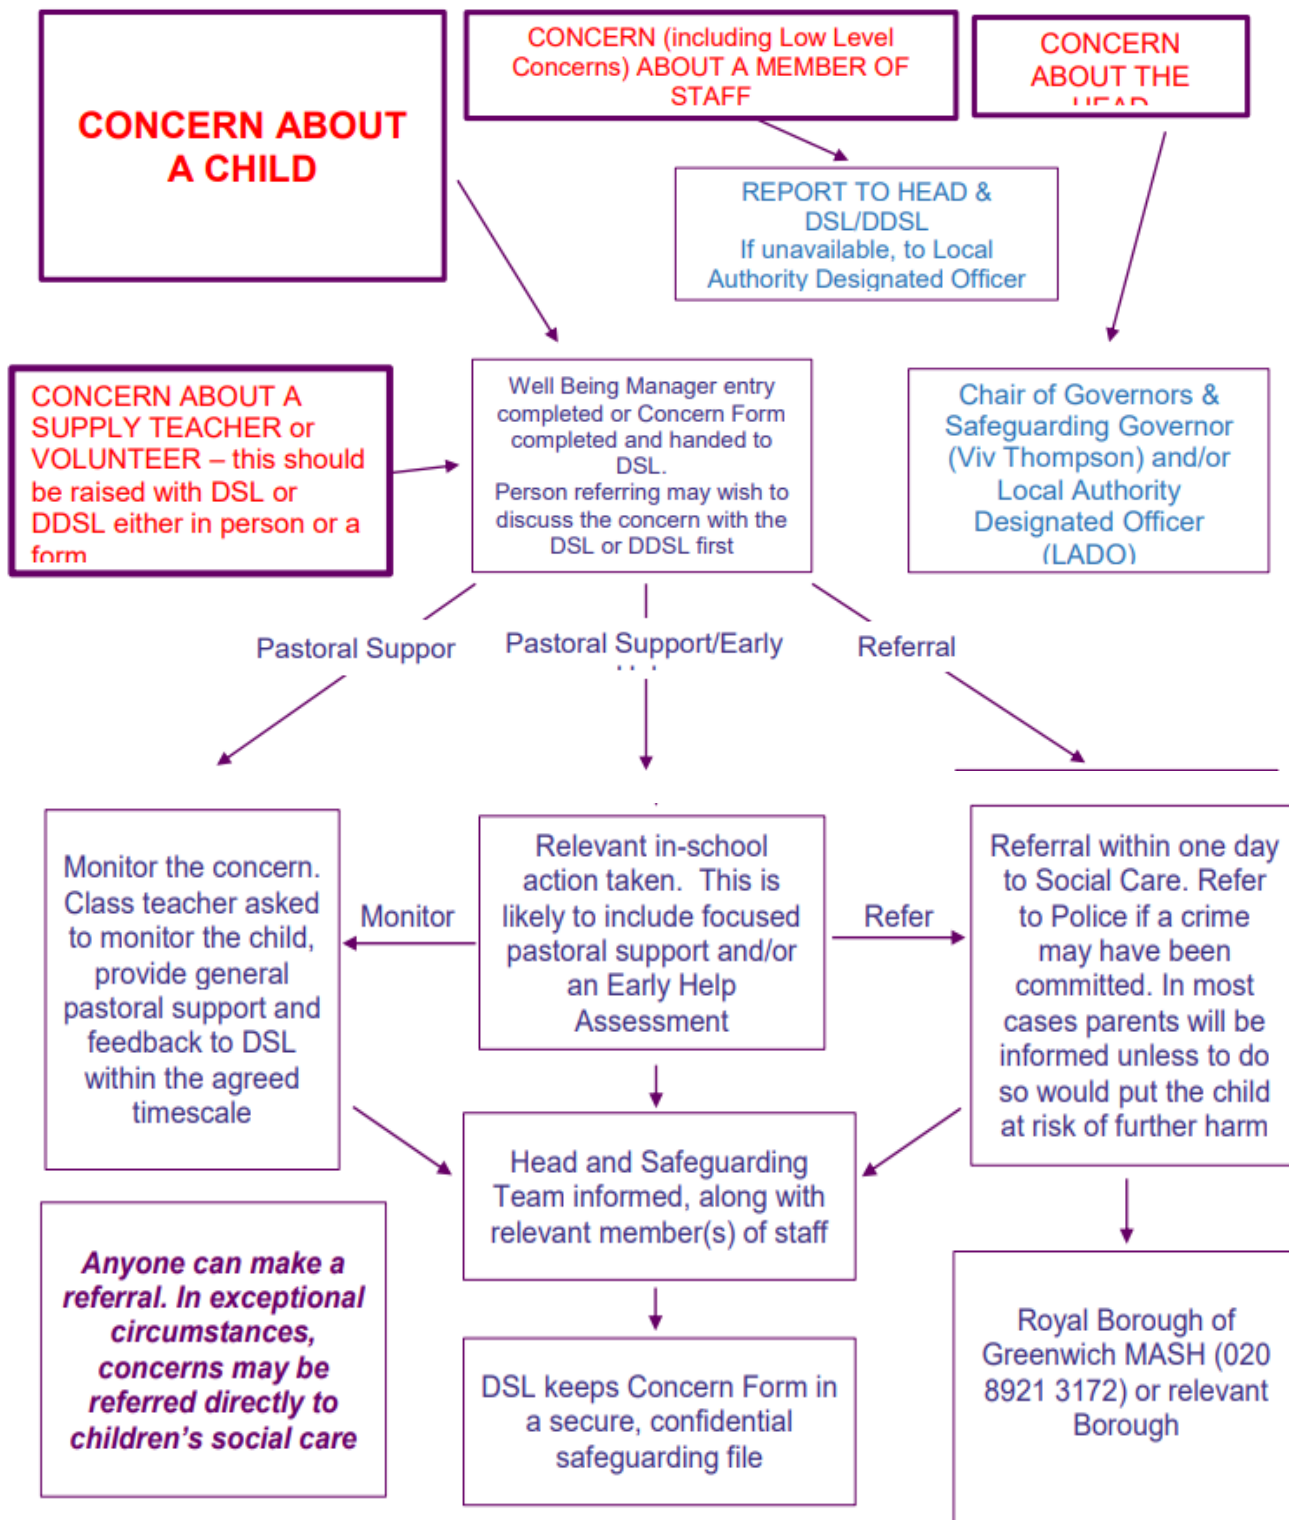 CONCERN ABOUT
A CHILD
CONCERN (including Low Level
Concerns) ABOUT A MEMBER OF
STAFF
CONCERN
ABOUT THE
HEAD
REPORT TO HEAD &
DSL/DDSL
If unavailable, to Local
Authority Designated Officer
CONCERN ABOUT A
SUPPLY TEACHER or
VOLUNTEER – this should
be raised with DSL or
DDSL either in person or a
form
Well Being Manager entry
completed or Concern Form
completed and handed to
DSL.
Person referring may wish to
discuss the concern with the
DSL or DDSL first
Chair of Governors &
Safeguarding Governor
(Viv Thompson) and/or
Local Authority
Designated Officer
(LADO)
Pastoral Suppor
Pastoral Support/Early
Referral
Monitor the concern.
Class teacher asked
to monitor the child,
provide general
pastoral support and
feedback to DSL
within the agreed
timescale
Monitor
Relevant in-school
action taken. This is
likely to include focused
pastoral support and/or
an Early Help
Assessment
Refer
Referral within one day
to Social Care. Refer
to Police if a crime
may have been
committed. In most
cases parents will be
informed unless to do
so would put the child
at risk of further harm
Head and Safeguarding
Team informed, along with
relevant member(s) of staff
Anyone can make a
referral. In exceptional
circumstances,
concerns may be
referred directly to
children's social care
DSL keeps Concern Form in
a secure, confidential
safeguarding file
Royal Borough of
Greenwich MASH (020
8921 3172) or relevant
Borough